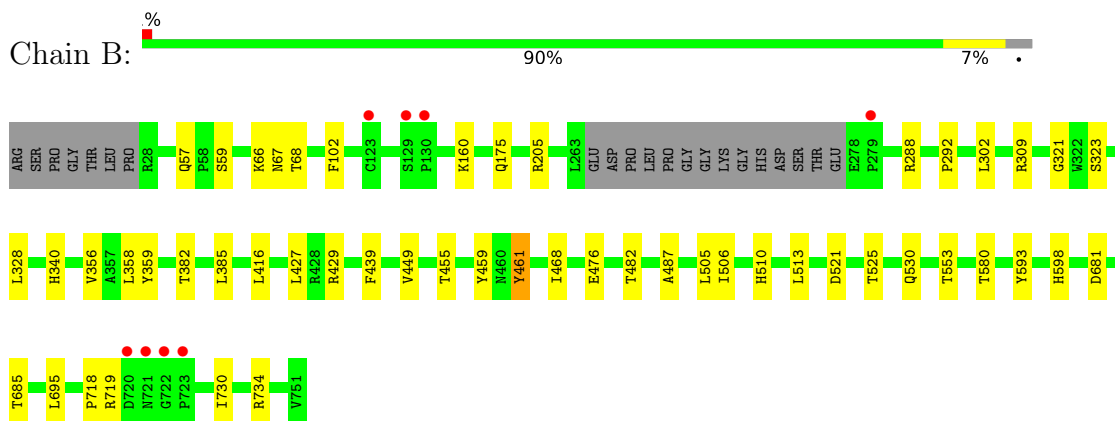 .%
Chain B:
90% 7% •
ARG SER PRO GLY THR LEU PRO R28 Q57 P58 S59 K66 N67 T68 F102 C123 S129 P130 K160 Q175 R205 L263 GLU ASP PRO LEU PRO GLY GLY LYS GLY HIS ASP SER THR GLU E278 P279 R288 P292 L302 R309 G321 W322 S323
L328 H340 V356 A357 L358 Y359 T382 L385 L416 L427 R428 R429 F439 V449 T455 Y459 N460 Y461 I468 E476 T482 A487 L505 I506 H510 L513 D521 T525 Q530 T553 T580 Y593 H598 D681
T685 L695 P718 R719 D720 N721 G722 P723 I730 R734 V751